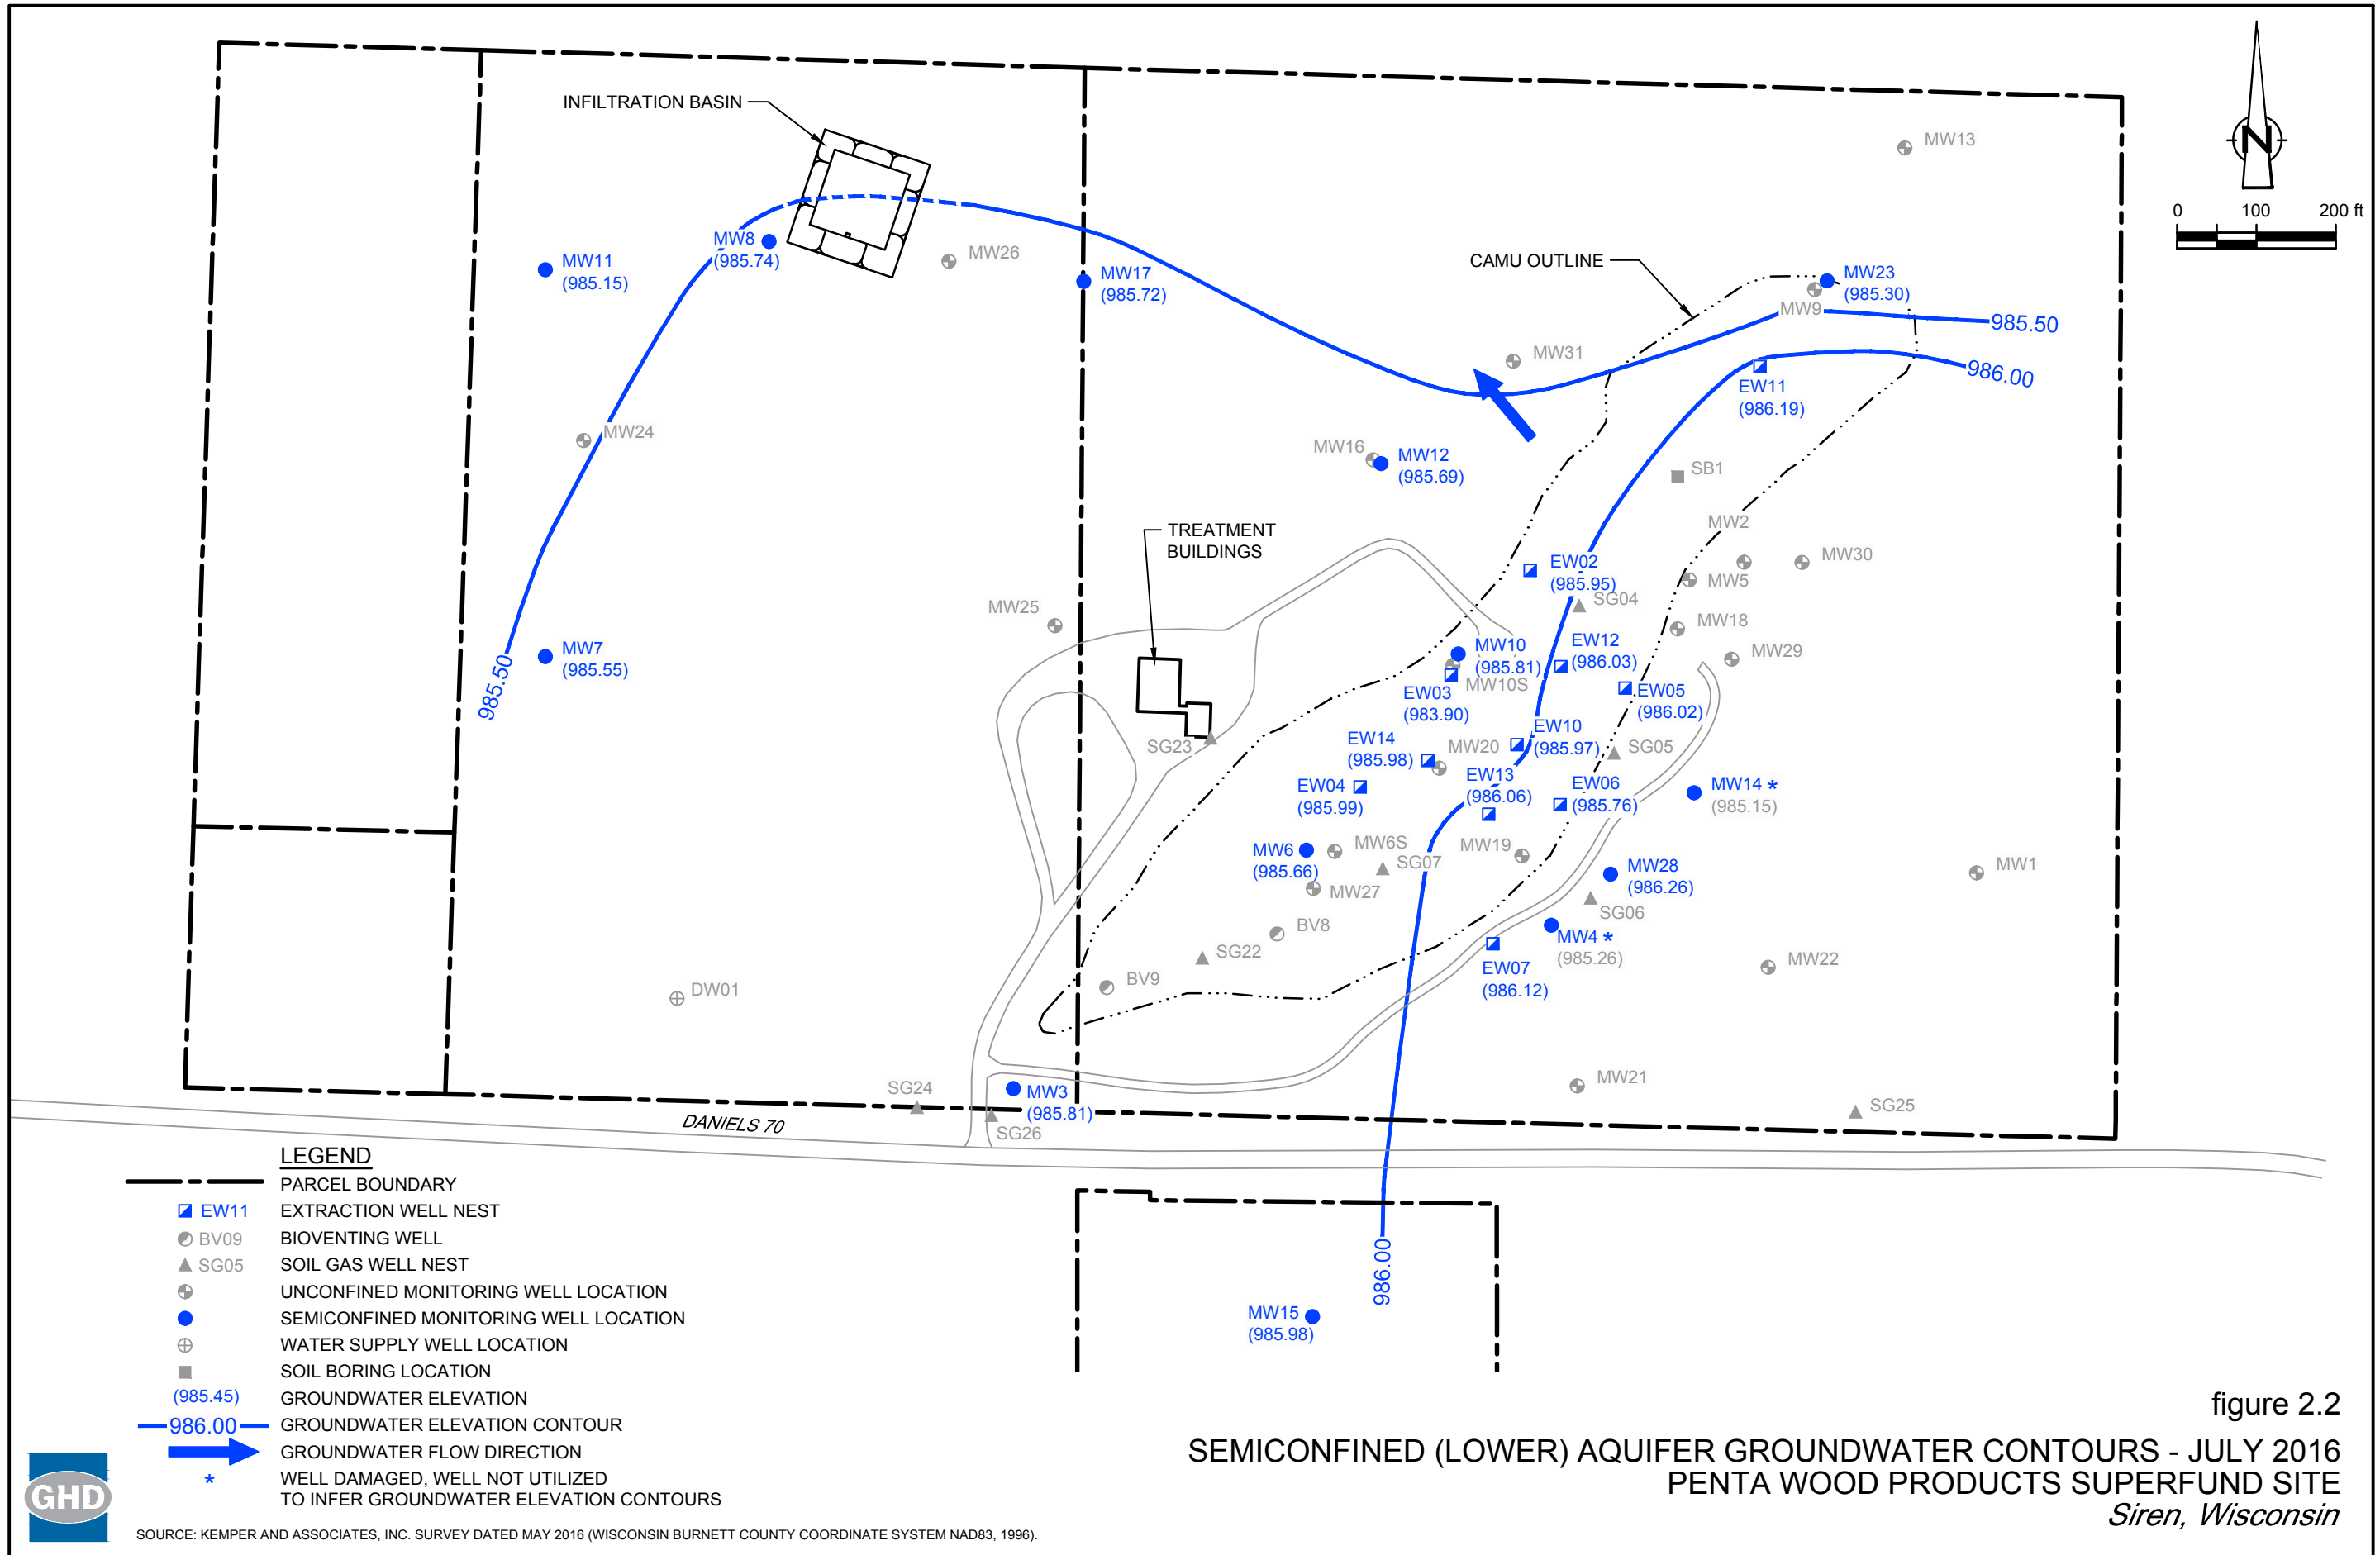 INFILTRATION BASIN
MW13
N
0 100 200 ft
MW8
(985.74)
MW26
MW11
(985.15)
MW17
(985.72)
CAMU OUTLINE
MW23
(985.30)
MW9
985.50
MW31
986.00
EW11
(986.19)
MW24
MW16
MW12
(985.69)
SB1
TREATMENT
BUILDINGS
MW2
EW02
(985.95)
MW30
MW5
SG04
MW25
MW18
MW7
(985.55)
985.50
MW10
(985.81)
EW12
(986.03)
MW29
MW10S
EW03
(983.90)
EW05
(986.02)
SG23
EW14
(985.98)
MW20
EW10
(985.97)
SG05
EW04
(985.99)
EW13
(986.06)
EW06
(985.76)
MW14 *
(985.15)
MW6
(985.66)
MW6S
SG07
MW19
MW28
(986.26)
MW1
MW27
SG06
BV8
MW4 *
(985.26)
SG22
MW22
EW07
(986.12)
BV9
DW01
MW21
SG24
MW3
(985.81)
SG26
SG25
DANIELS 70
986.00
MW15
(985.98)
LEGEND
PARCEL BOUNDARY
EW11 EXTRACTION WELL NEST
BV09 BIOVENTING WELL
SG05 SOIL GAS WELL NEST
UNCONFINED MONITORING WELL LOCATION
SEMICONFINED MONITORING WELL LOCATION
WATER SUPPLY WELL LOCATION
SOIL BORING LOCATION
(985.45) GROUNDWATER ELEVATION
986.00 GROUNDWATER ELEVATION CONTOUR
GROUNDWATER FLOW DIRECTION
* WELL DAMAGED, WELL NOT UTILIZED
TO INFER GROUNDWATER ELEVATION CONTOURS
GHD
SOURCE: KEMPER AND ASSOCIATES, INC. SURVEY DATED MAY 2016 (WISCONSIN BURNETT COUNTY COORDINATE SYSTEM NAD83, 1996).
figure 2.2
SEMICONFINED (LOWER) AQUIFER GROUNDWATER CONTOURS - JULY 2016
PENTA WOOD PRODUCTS SUPERFUND SITE
Siren, Wisconsin